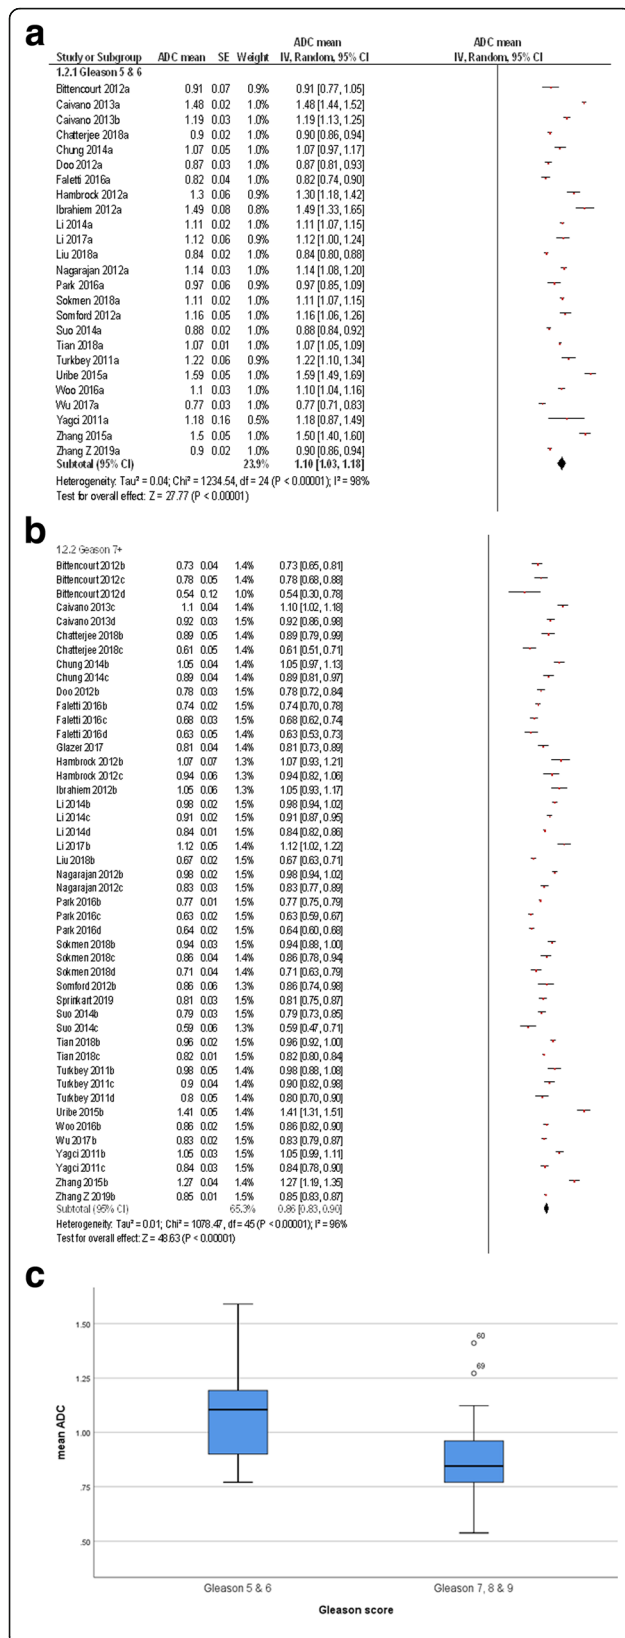 a
ADC mean ADC mean
Study or Subgroup ADC mean SE Weight IV, Random, 95% CI IV, Random, 95% CI
1.2.1 Gleason 5 & 6
Bittencourt 2012a 0.91 0.07 0.9% 0.91 [0.77, 1.05]
Caivano 2013a 1.48 0.02 1.0% 1.48 [1.44, 1.52]
Caivano 2013b 1.19 0.03 1.0% 1.19 [1.13, 1.25]
Chatterjee 2018a 0.9 0.02 1.0% 0.90 [0.86, 0.94]
Chung 2014a 1.07 0.05 1.0% 1.07 [0.97, 1.17]
Doo 2012a 0.87 0.03 1.0% 0.87 [0.81, 0.93]
Faletti 2016a 0.82 0.04 1.0% 0.82 [0.74, 0.90]
Hambrock 2012a 1.3 0.06 0.9% 1.30 [1.18, 1.42]
Ibrahiem 2012a 1.49 0.08 0.8% 1.49 [1.33, 1.65]
Li 2014a 1.11 0.02 1.0% 1.11 [1.07, 1.15]
Li 2017a 1.12 0.06 0.9% 1.12 [1.00, 1.24]
Liu 2018a 0.84 0.02 1.0% 0.84 [0.80, 0.88]
Nagarajan 2012a 1.14 0.03 1.0% 1.14 [1.08, 1.20]
Park 2016a 0.97 0.06 0.9% 0.97 [0.85, 1.09]
Sokmen 2018a 1.11 0.02 1.0% 1.11 [1.07, 1.15]
Somford 2012a 1.16 0.05 1.0% 1.16 [1.06, 1.26]
Suo 2014a 0.88 0.02 1.0% 0.88 [0.84, 0.92]
Tian 2018a 1.07 0.01 1.0% 1.07 [1.05, 1.09]
Turkbey 2011a 1.22 0.06 0.9% 1.22 [1.10, 1.34]
Uribe 2015a 1.59 0.05 1.0% 1.59 [1.49, 1.69]
Woo 2016a 1.1 0.03 1.0% 1.10 [1.04, 1.16]
Wu 2017a 0.77 0.03 1.0% 0.77 [0.71, 0.83]
Yagci 2011a 1.18 0.16 0.5% 1.18 [0.87, 1.49]
Zhang 2015a 1.5 0.05 1.0% 1.50 [1.40, 1.60]
Zhang Z 2019a 0.9 0.02 1.0% 0.90 [0.86, 0.94]
Subtotal (95% CI) 23.9% 1.10 [1.03, 1.18]
Heterogeneity: Tau² = 0.04; Chi² = 1234.54, df = 24 (P < 0.00001); I² = 98%
Test for overall effect: Z = 27.77 (P < 0.00001)
b
1.2.2 Geason 7+
Bittencourt 2012b 0.73 0.04 1.4% 0.73 [0.65, 0.81]
Bittencourt 2012c 0.78 0.05 1.4% 0.78 [0.68, 0.88]
Bittencourt 2012d 0.54 0.12 1.0% 0.54 [0.30, 0.78]
Caivano 2013c 1.1 0.04 1.4% 1.10 [1.02, 1.18]
Caivano 2013d 0.92 0.03 1.5% 0.92 [0.86, 0.98]
Chatterjee 2018b 0.89 0.05 1.4% 0.89 [0.79, 0.99]
Chatterjee 2018c 0.61 0.05 1.4% 0.61 [0.51, 0.71]
Chung 2014b 1.05 0.04 1.4% 1.05 [0.97, 1.13]
Chung 2014c 0.89 0.04 1.4% 0.89 [0.81, 0.97]
Doo 2012b 0.78 0.03 1.5% 0.78 [0.72, 0.84]
Faletti 2016b 0.74 0.02 1.5% 0.74 [0.70, 0.78]
Faletti 2016c 0.68 0.03 1.5% 0.68 [0.62, 0.74]
Faletti 2016d 0.63 0.05 1.4% 0.63 [0.53, 0.73]
Glazer 2017 0.81 0.04 1.4% 0.81 [0.73, 0.89]
Hambrock 2012b 1.07 0.07 1.3% 1.07 [0.93, 1.21]
Hambrock 2012c 0.94 0.06 1.3% 0.94 [0.82, 1.06]
Ibrahiem 2012b 1.05 0.06 1.3% 1.05 [0.93, 1.17]
Li 2014b 0.98 0.02 1.5% 0.98 [0.94, 1.02]
Li 2014c 0.91 0.02 1.5% 0.91 [0.87, 0.95]
Li 2014d 0.84 0.01 1.5% 0.84 [0.82, 0.86]
Li 2017b 1.12 0.05 1.4% 1.12 [1.02, 1.22]
Liu 2018b 0.67 0.02 1.5% 0.67 [0.63, 0.71]
Nagarajan 2012b 0.98 0.02 1.5% 0.98 [0.94, 1.02]
Nagarajan 2012c 0.83 0.03 1.5% 0.83 [0.77, 0.89]
Park 2016b 0.77 0.01 1.5% 0.77 [0.75, 0.79]
Park 2016c 0.63 0.02 1.5% 0.63 [0.59, 0.67]
Park 2016d 0.64 0.02 1.5% 0.64 [0.60, 0.68]
Sokmen 2018b 0.94 0.03 1.5% 0.94 [0.88, 1.00]
Sokmen 2018c 0.86 0.04 1.4% 0.86 [0.78, 0.94]
Sokmen 2018d 0.71 0.04 1.4% 0.71 [0.63, 0.79]
Somford 2012b 0.86 0.06 1.3% 0.86 [0.74, 0.98]
Sprinkart 2019 0.81 0.03 1.5% 0.81 [0.75, 0.87]
Suo 2014b 0.79 0.03 1.5% 0.79 [0.73, 0.85]
Suo 2014c 0.59 0.06 1.3% 0.59 [0.47, 0.71]
Tian 2018b 0.96 0.02 1.5% 0.96 [0.92, 1.00]
Tian 2018c 0.82 0.01 1.5% 0.82 [0.80, 0.84]
Turkbey 2011b 0.98 0.05 1.4% 0.98 [0.88, 1.08]
Turkbey 2011c 0.9 0.04 1.4% 0.90 [0.82, 0.98]
Turkbey 2011d 0.8 0.05 1.4% 0.80 [0.70, 0.90]
Uribe 2015b 1.41 0.05 1.4% 1.41 [1.31, 1.51]
Woo 2016b 0.86 0.02 1.5% 0.86 [0.82, 0.90]
Wu 2017b 0.83 0.02 1.5% 0.83 [0.79, 0.87]
Yagci 2011b 1.05 0.03 1.5% 1.05 [0.99, 1.11]
Yagci 2011c 0.84 0.03 1.5% 0.84 [0.78, 0.90]
Zhang 2015b 1.27 0.04 1.4% 1.27 [1.19, 1.35]
Zhang Z 2019b 0.85 0.01 1.5% 0.85 [0.83, 0.87]
Subtotal (95% CI) 65.3% 0.86 [0.83, 0.90]
Heterogeneity: Tau² = 0.01; Chi² = 1078.47, df = 45 (P < 0.00001); I² = 96%
Test for overall effect: Z = 48.63 (P < 0.00001)
c
1.50
1.25
1.00
.75
.50
mean ADC
60
69
Gleason 5 & 6 Gleason 7, 8 & 9
Gleason score